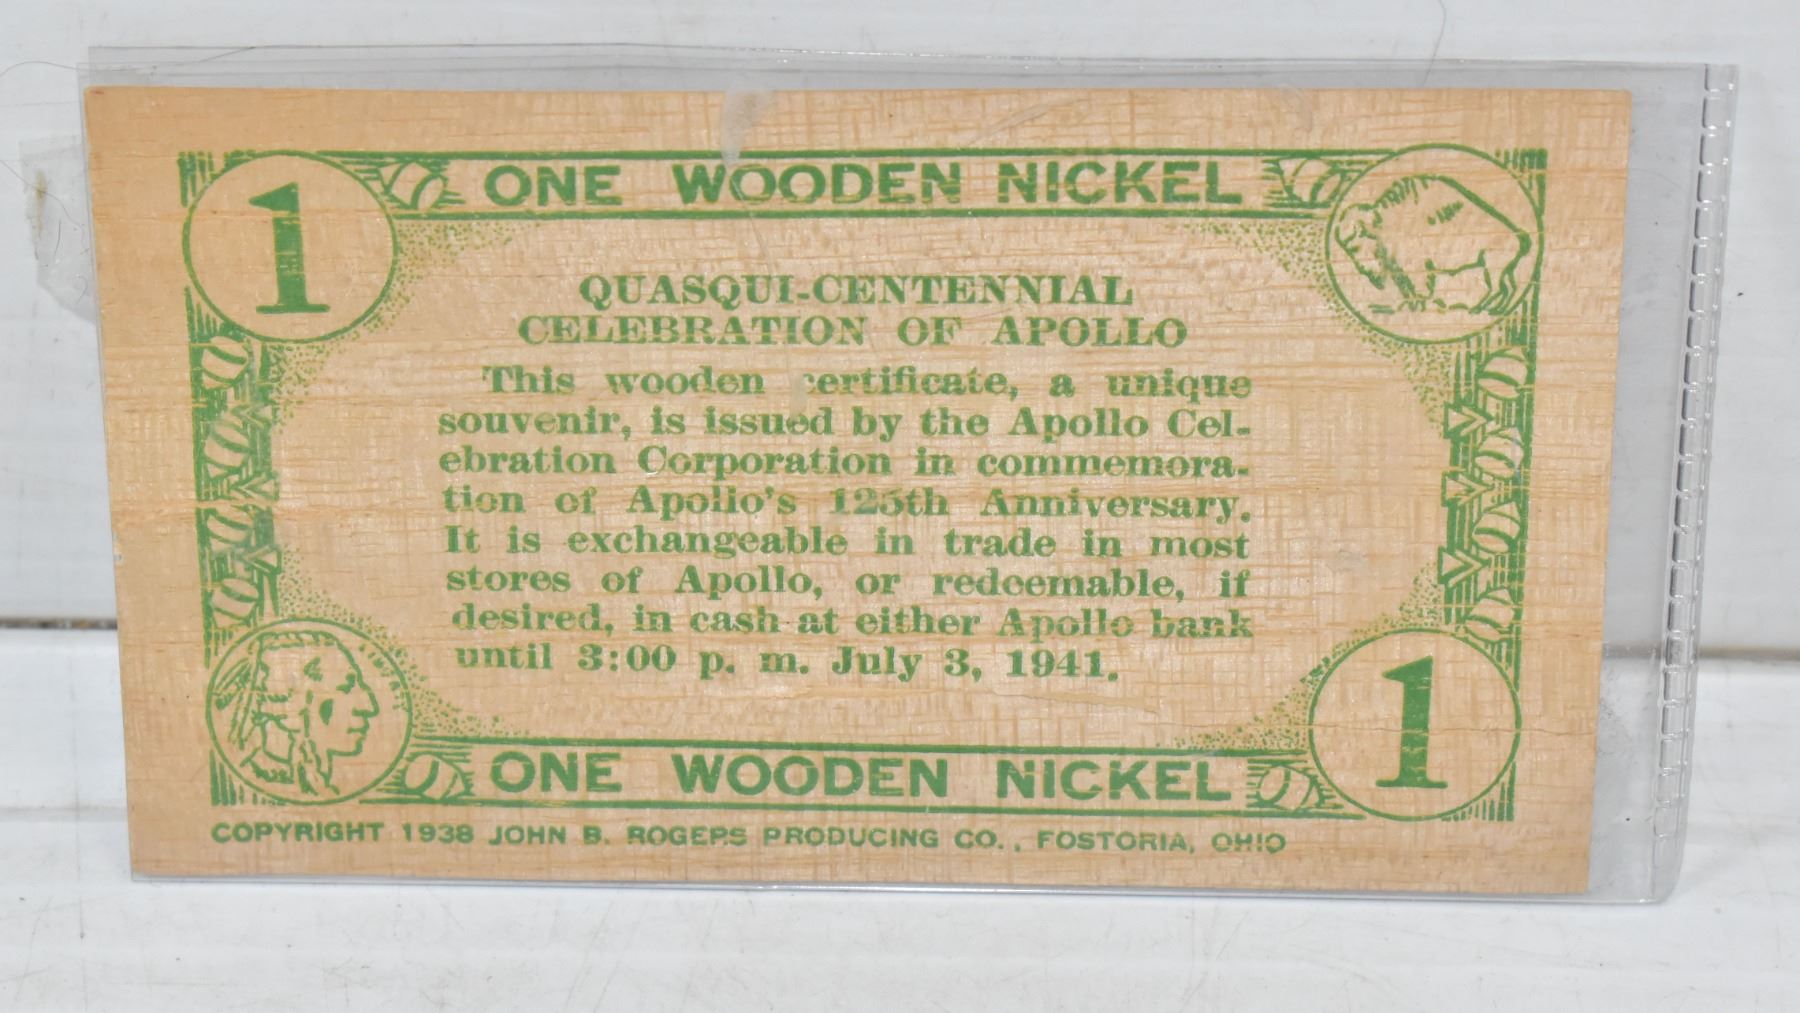 1 ONE WOODEN NICKEL
QUASQUI-CENTENNIAL
CELEBRATION OF APOLLO
This wooden certificate, a unique
souvenir, is issued by the Apollo Cel-
ebration Corporation in commemora-
tion of Apollo's 125th Anniversary.
It is exchangeable in trade in most
stores of Apollo, or redeemable, if
desired, in cash at either Apollo bank
until 3:00 p. m. July 3, 1941.
ONE WOODEN NICKEL 1
COPYRIGHT 1938 JOHN B. ROGERS PRODUCING CO., FOSTORIA, OHIO